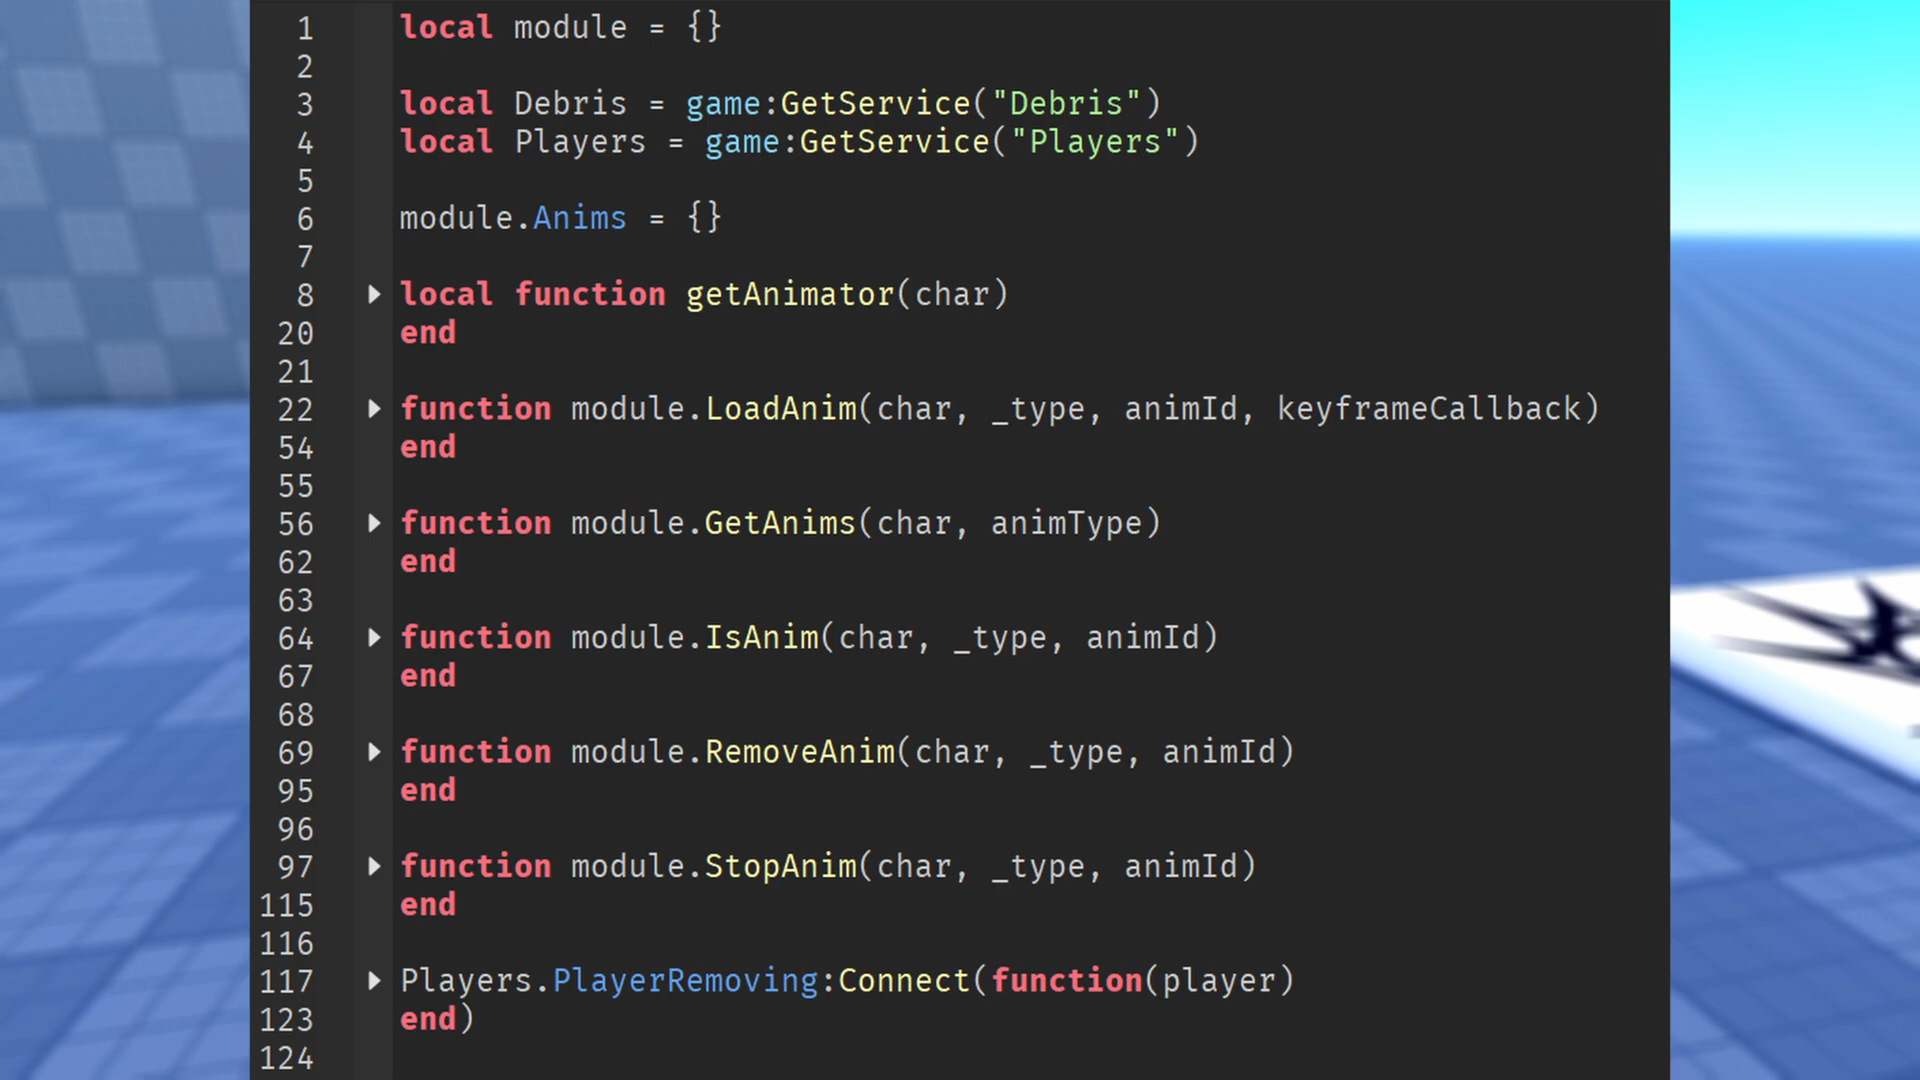 1 local module = {}
2
3 local Debris = game:GetService("Debris")
4 local Players = game:GetService("Players")
5
6 module.Anims = {}
7
8 local function getAnimator(char)
20 end
21
22 function module.LoadAnim(char, _type, animId, keyframeCallback)
54 end
55
56 function module.GetAnims(char, animType)
62 end
63
64 function module.IsAnim(char, _type, animId)
67 end
68
69 function module.RemoveAnim(char, _type, animId)
95 end
96
97 function module.StopAnim(char, _type, animId)
115 end
116
117 Players.PlayerRemoving:Connect(function(player)
123 end)
124